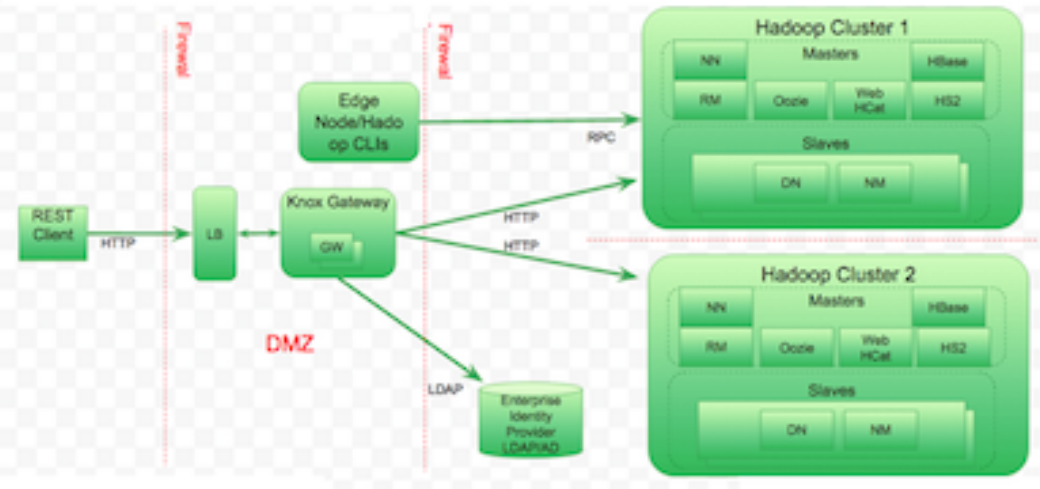 Firewal
Firewal
Edge
Node/Hado
op CLIs
RPC
REST
Client
HTTP
LB
Knox Gateway
GW
HTTP
HTTP
DMZ
LDAP
Enterprise
Identity
Provider
LDAP/AD
Hadoop Cluster 1
Masters
NN
HBase
RM
Oozie
Web
HCat
HS2
Slaves
DN
NM
Hadoop Cluster 2
Masters
NN
HBase
RM
Oozie
Web
HCat
HS2
Slaves
DN
NM